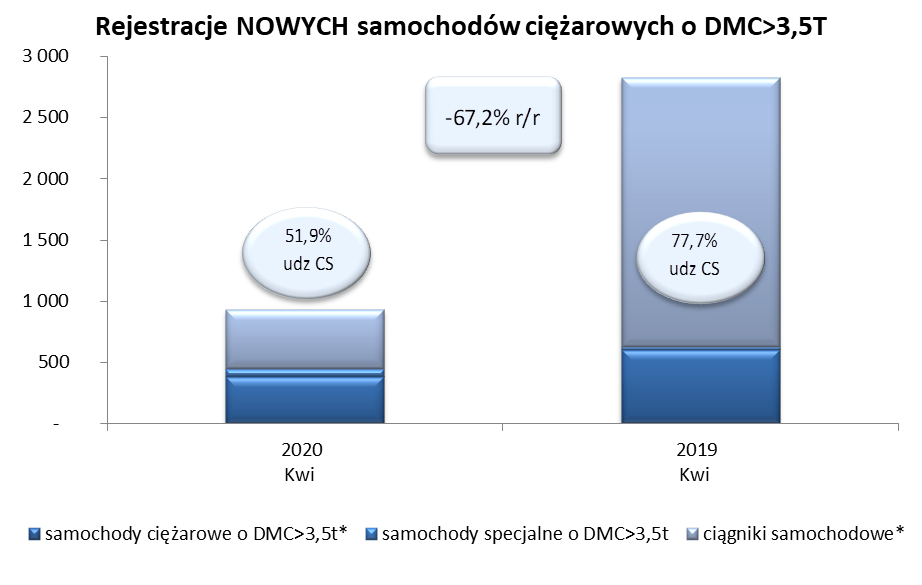 Rejestracje NOWYCH samochodów ciężarowych o DMC>3,5T
3 000
2 500
2 000
1 500
1 000
500
-
-67,2% r/r
51,9%
udz CS
77,7%
udz CS
2020
Kwi
2019
Kwi
samochody ciężarowe o DMC>3,5t*
samochody specjalne o DMC>3,5t
ciągniki samochodowe*